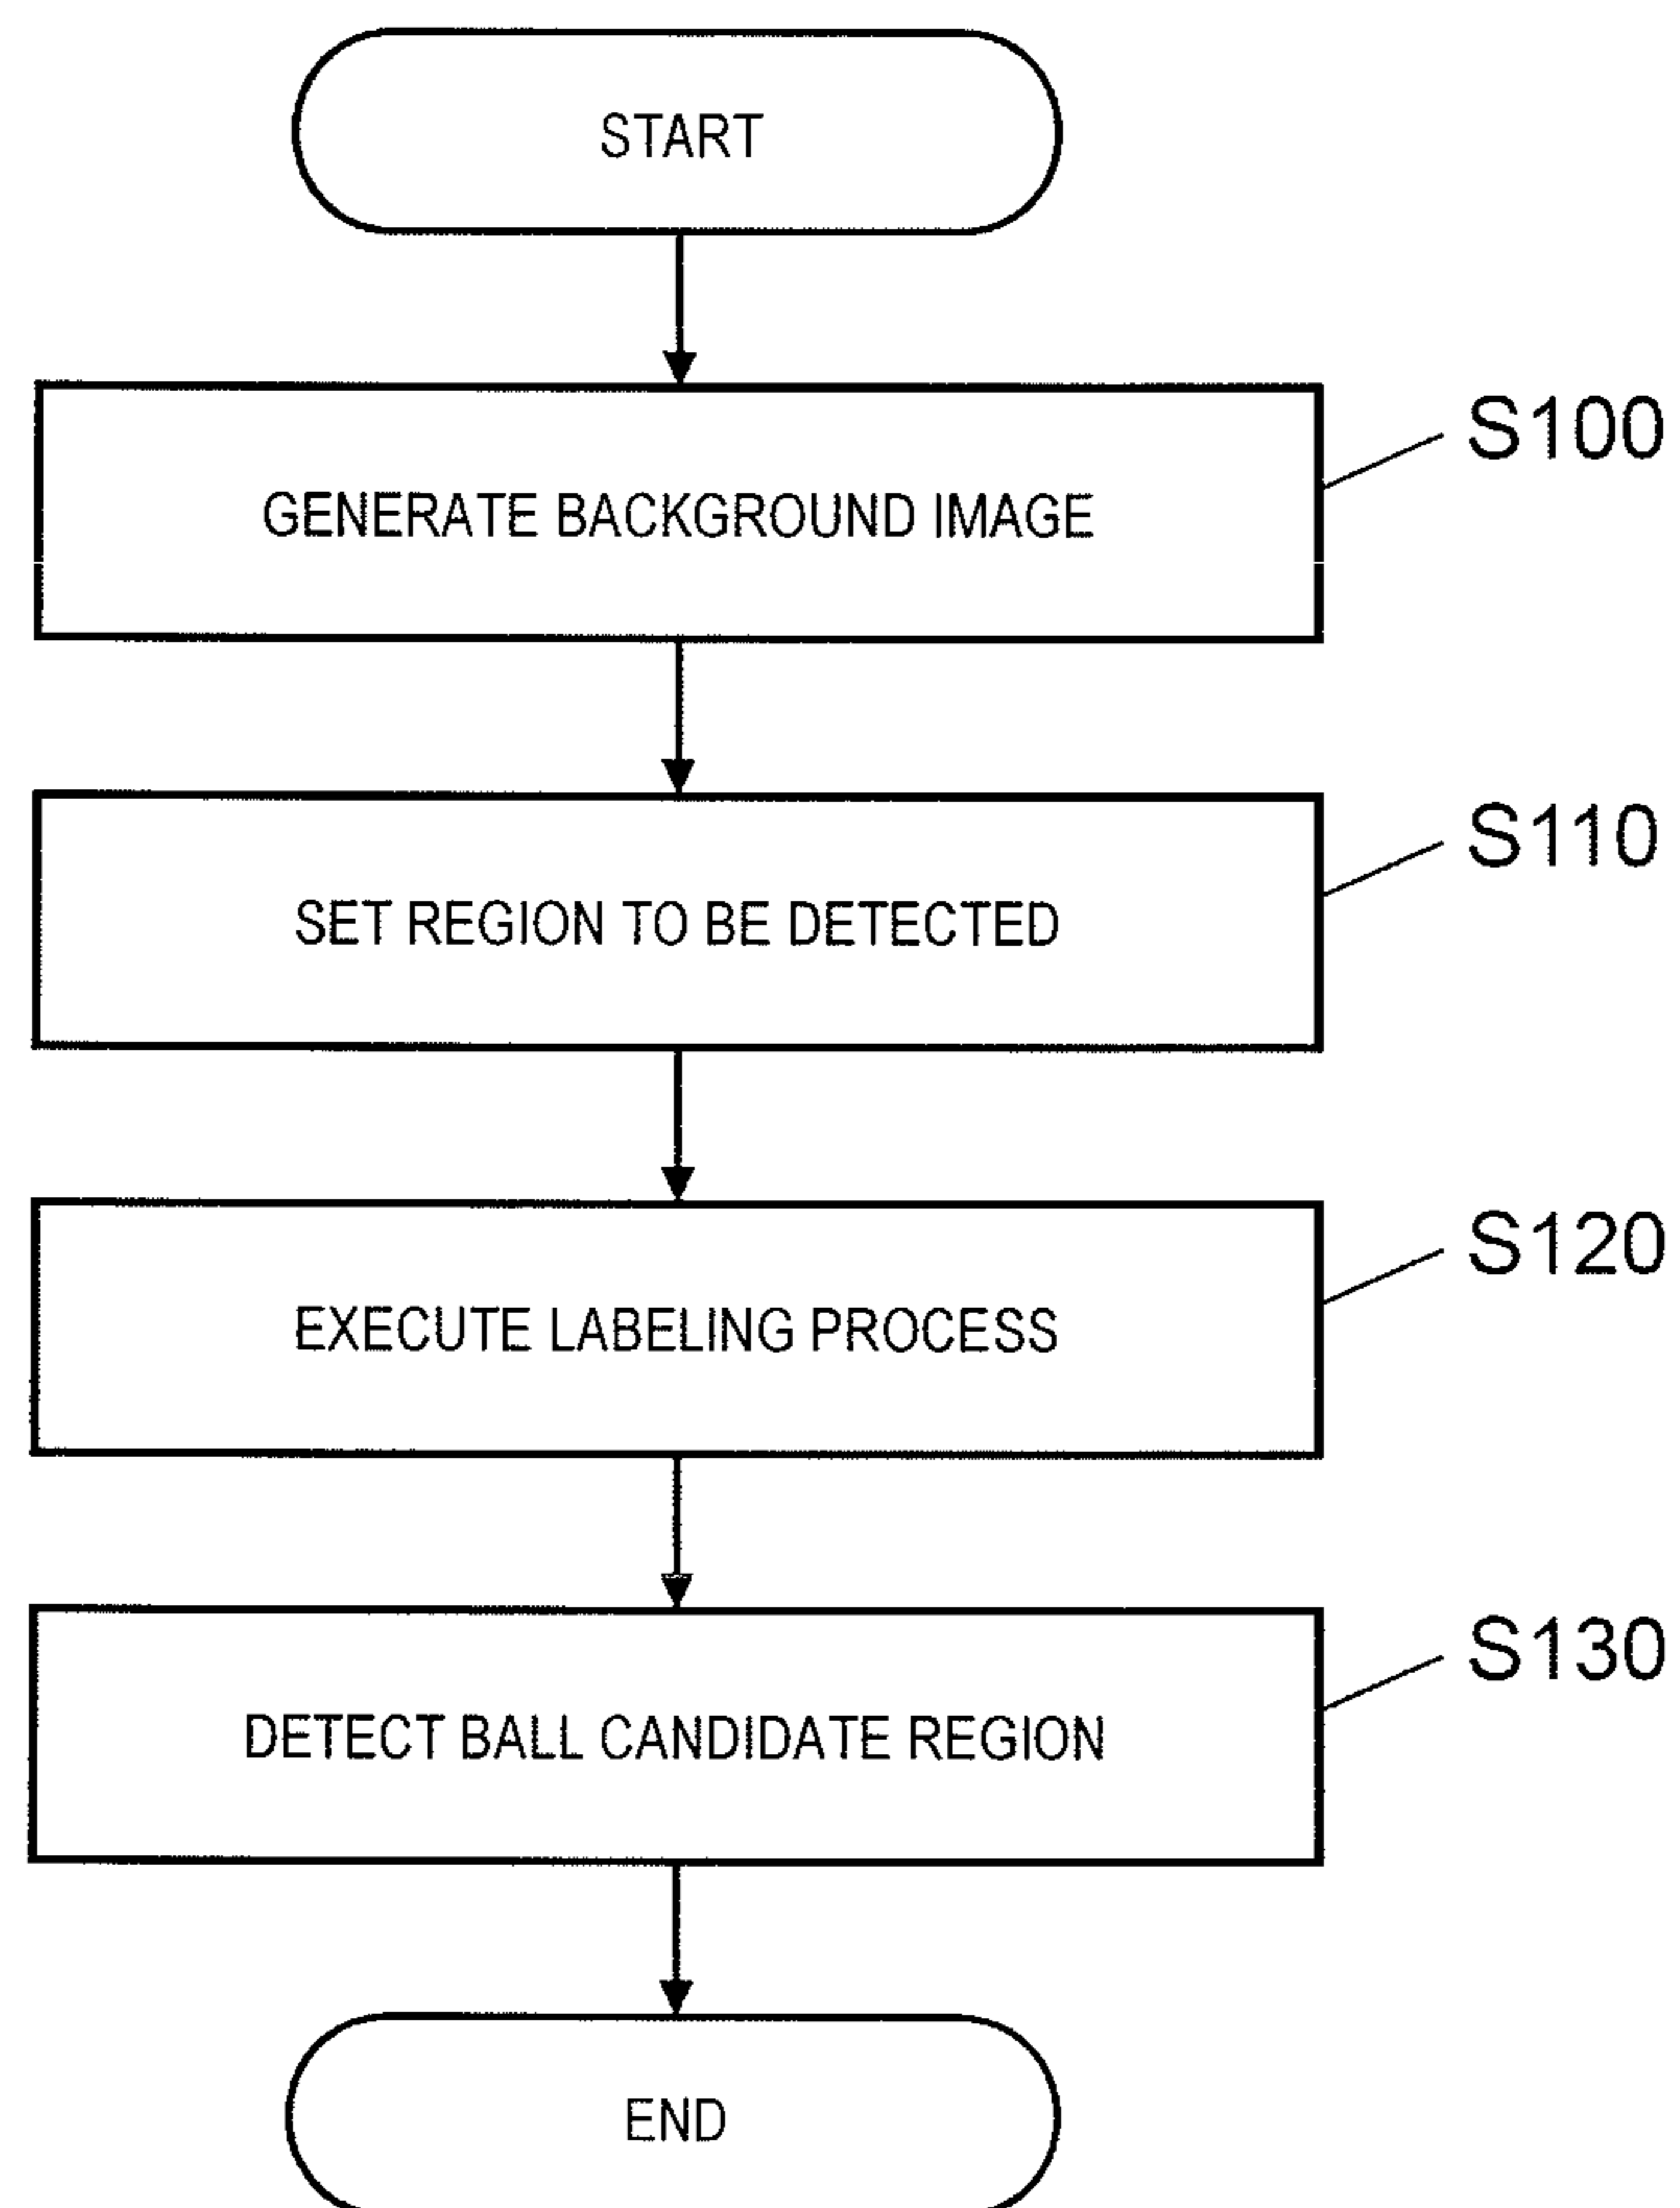 START
GENERATE BACKGROUND IMAGE
S100
SET REGION TO BE DETECTED
S110
EXECUTE LABELING PROCESS
S120
DETECT BALL CANDIDATE REGION
S130
END